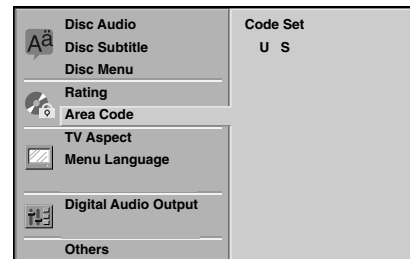 Aä
Disc Audio
Disc Subtitle
Disc Menu
Rating
Area Code
TV Aspect
Menu Language
Digital Audio Output
Others
Code Set
U S